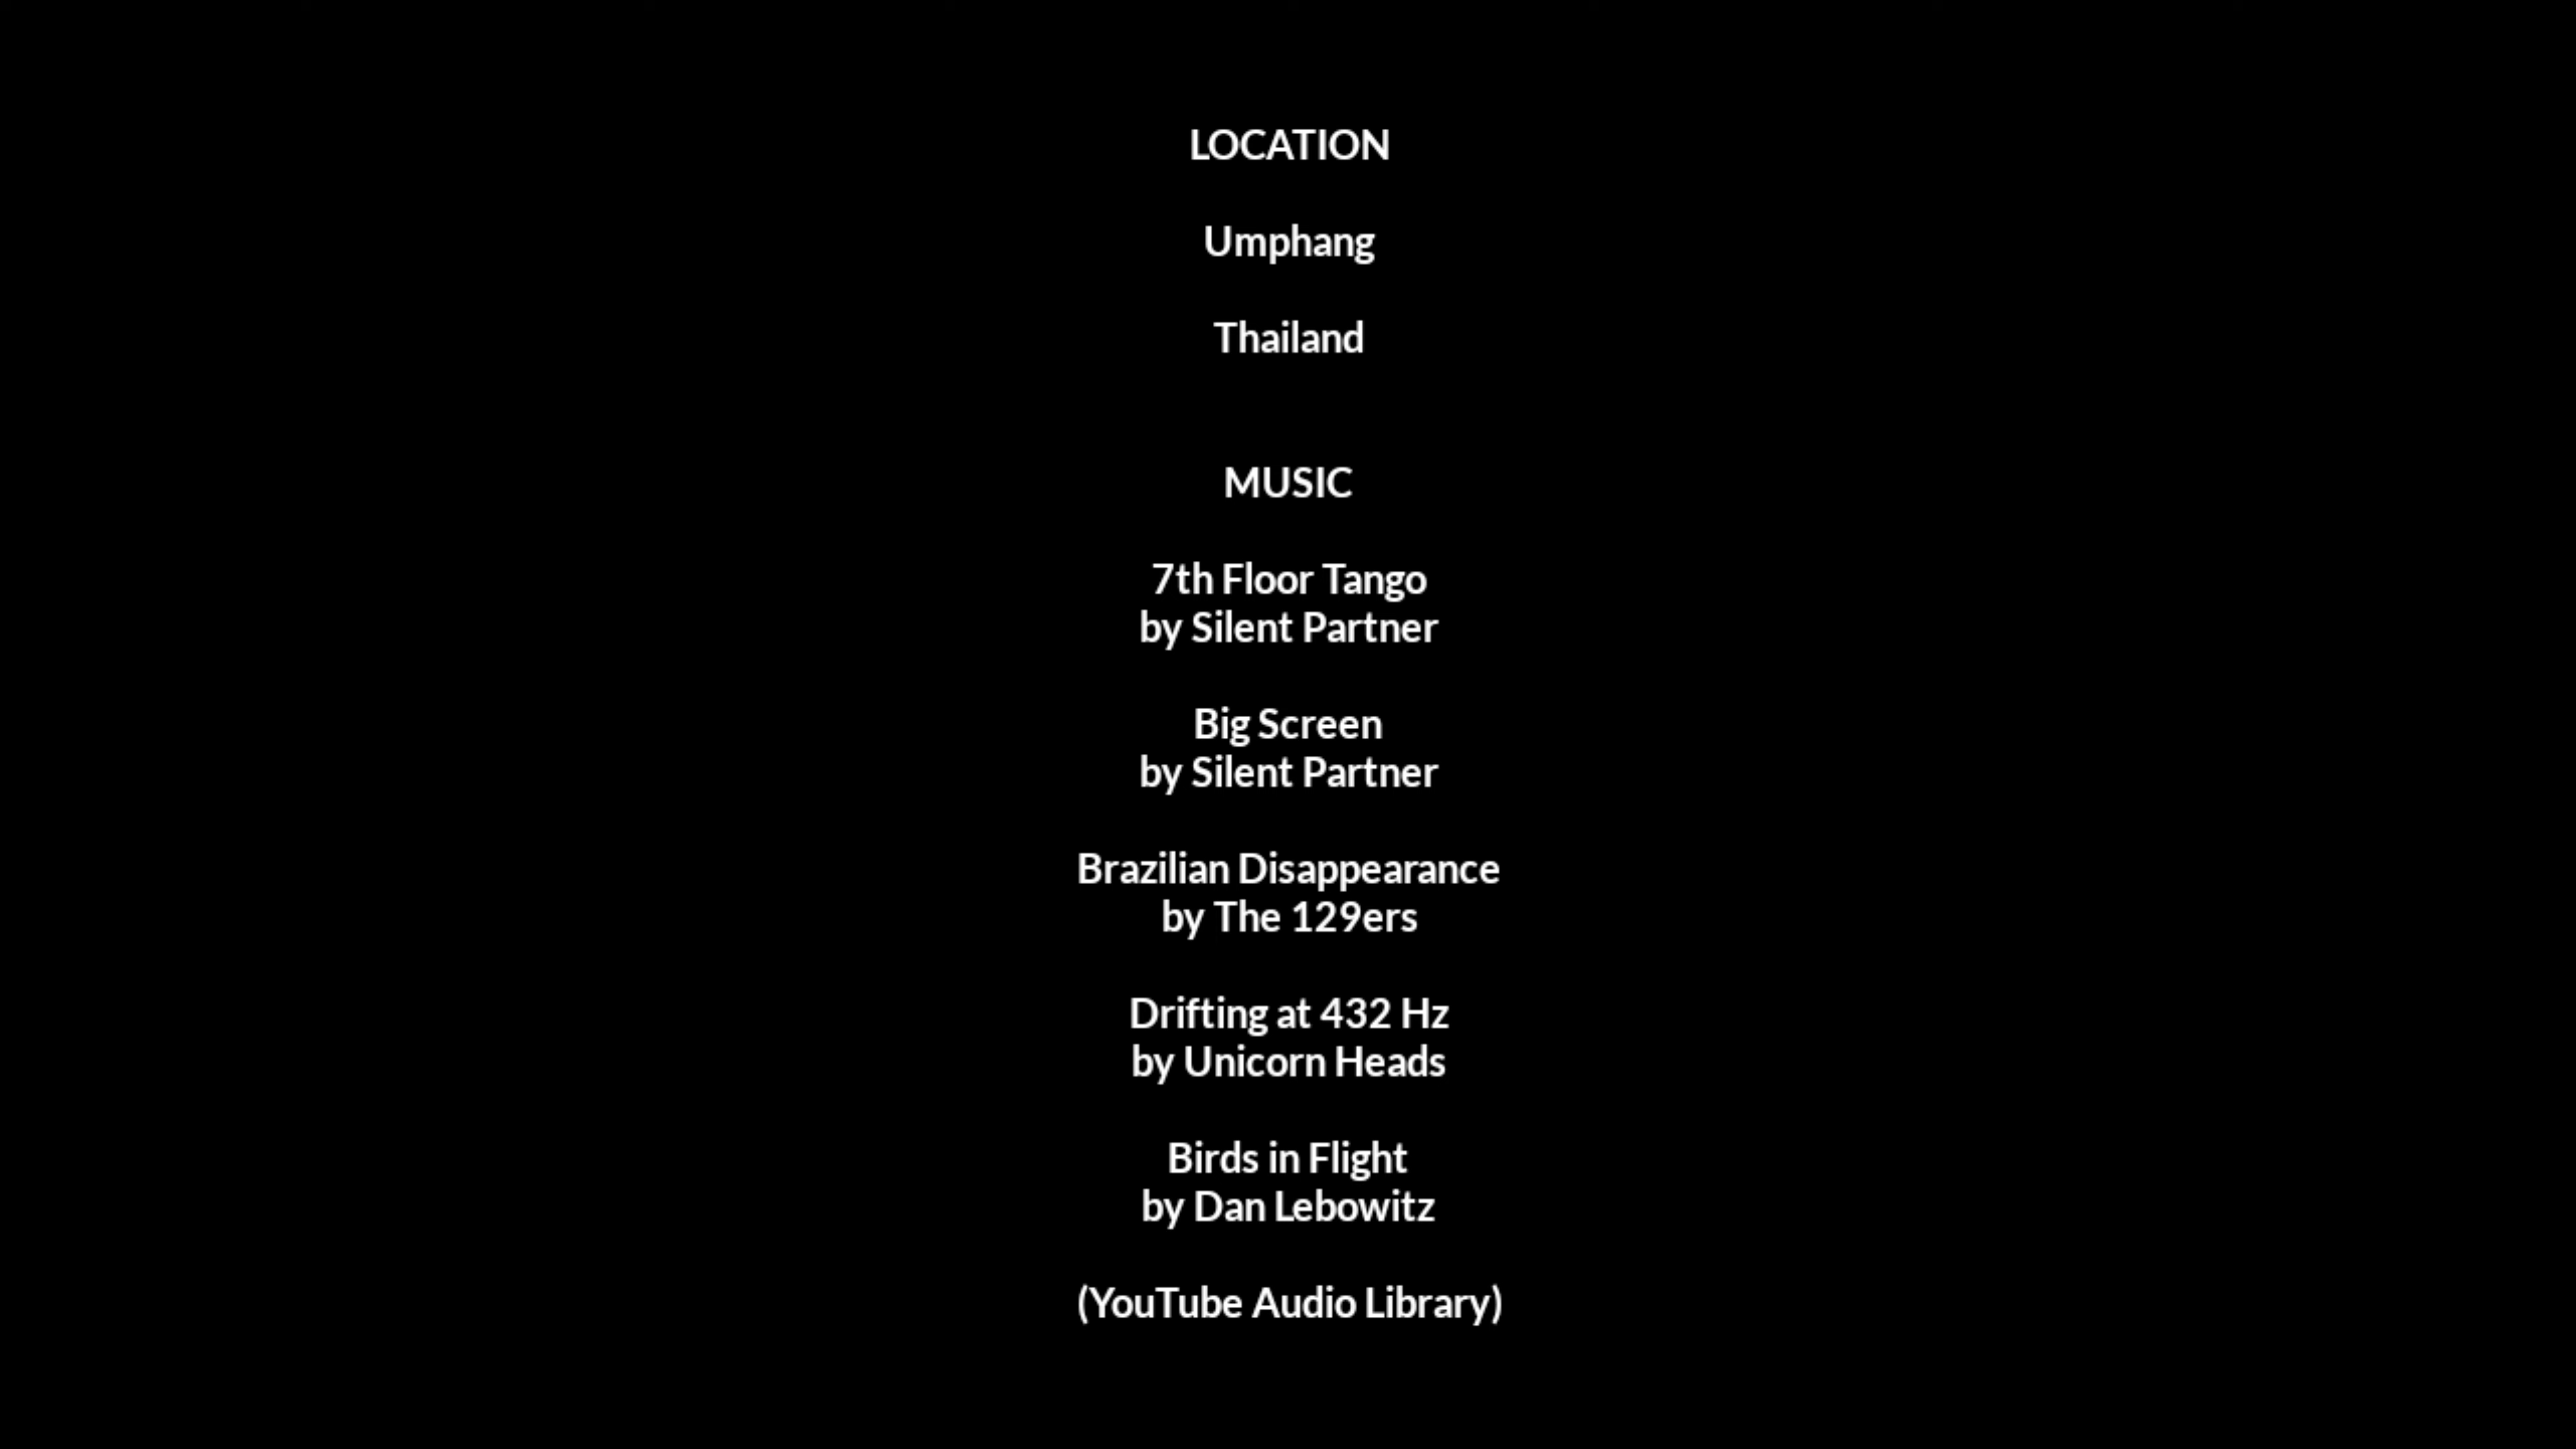 LOCATION
Umphang
Thailand
MUSIC
7th Floor Tango
by Silent Partner
Big Screen
by Silent Partner
Brazilian Disappearance
by The 129ers
Drifting at 432 Hz
by Unicorn Heads
Birds in Flight
by Dan Lebowitz
(YouTube Audio Library)